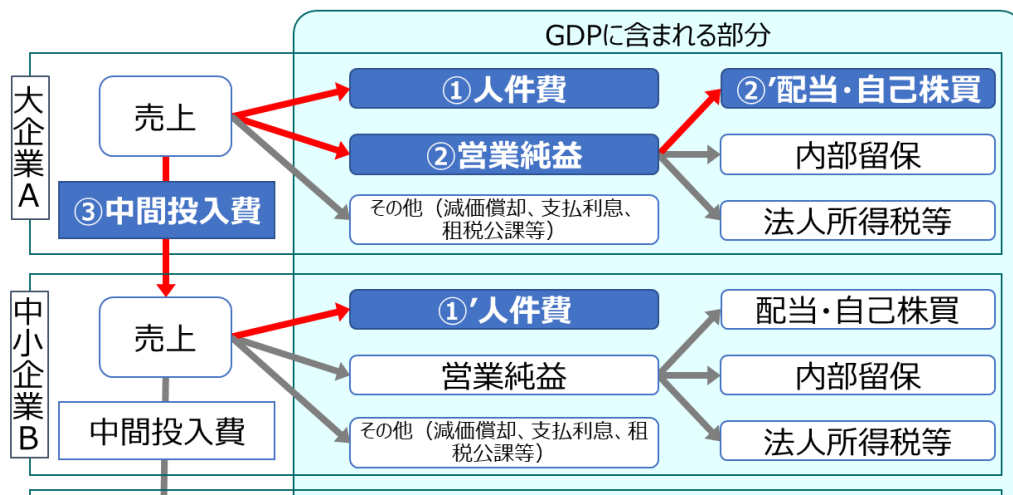 GDPに含まれる部分
大企業A
売上
①人件費
②'配当・自己株買
②営業純益
内部留保
③中間投入費
その他（減価償却、支払利息、
租税公課等）
法人所得税等
中小企業B
売上
①'人件費
配当・自己株買
営業純益
内部留保
中間投入費
その他（減価償却、支払利息、租
税公課等）
法人所得税等